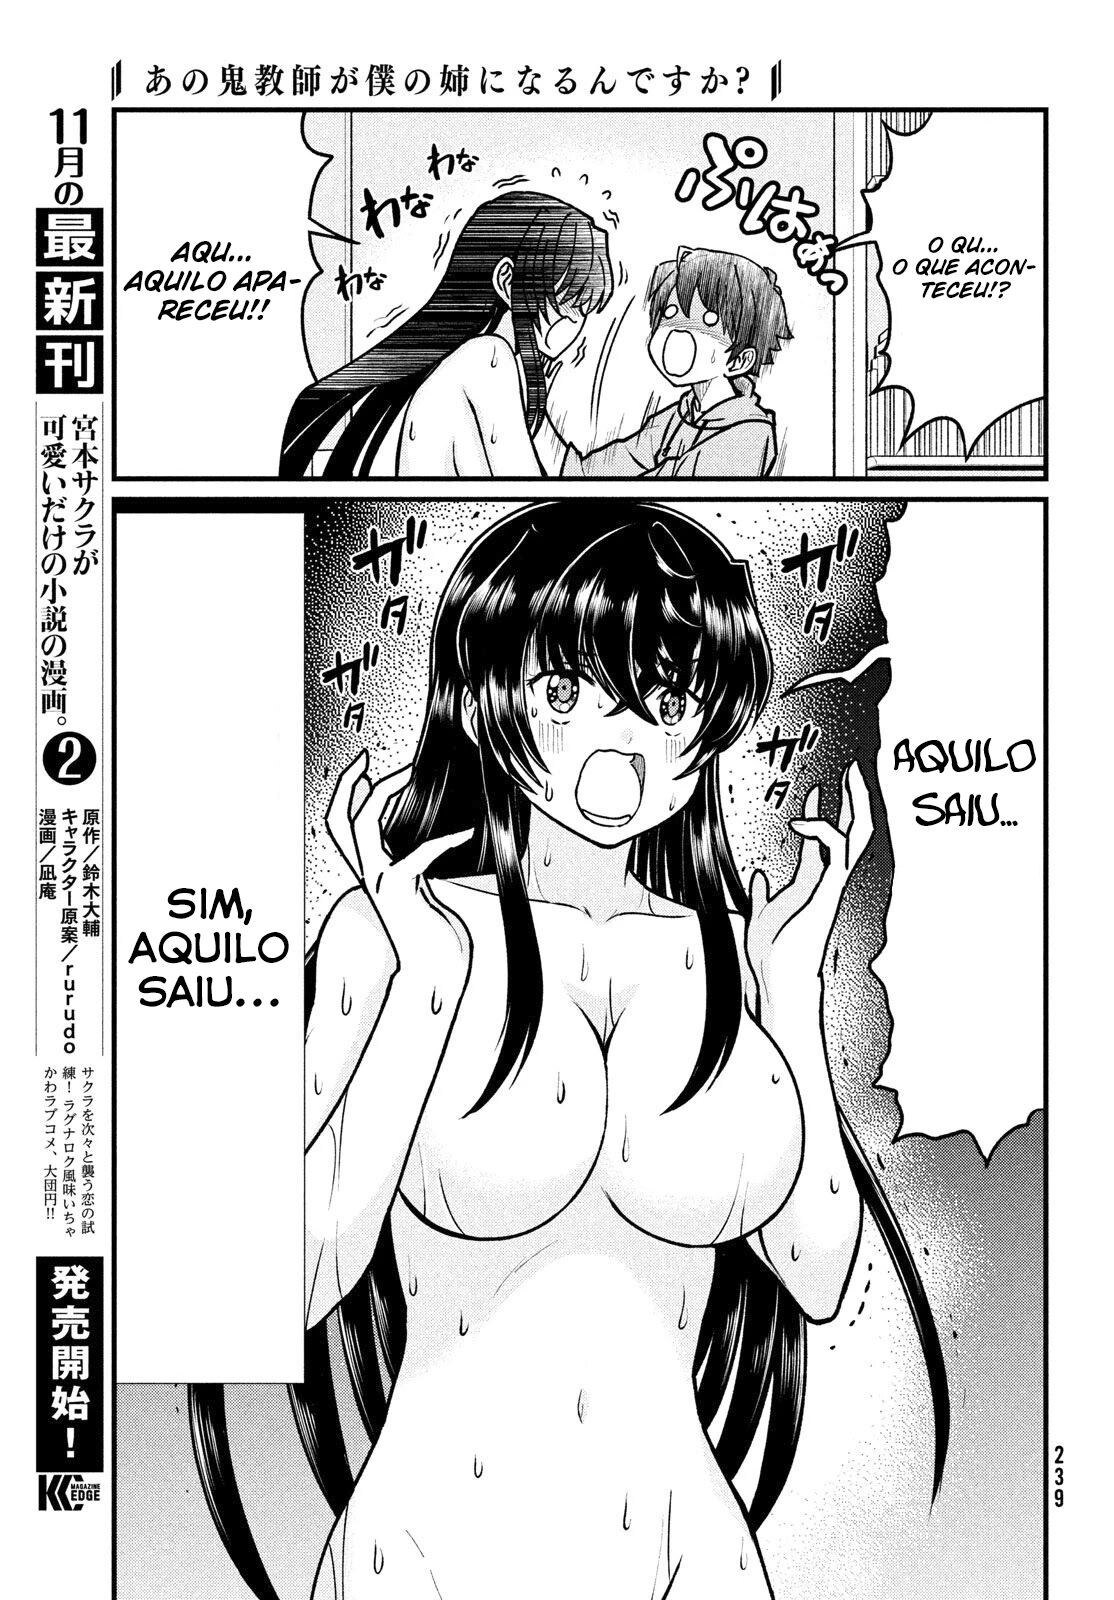 あの鬼教師が僕の姉になるんですか?
O QU...
O QUE ACON-
TECEU!?
ぷりはぁっ
わな
わな
わな
わな
わな
AQU...
AQUILO APA-
RECEU!!
AQUILO
SAIU...
ガタ
ガタ
ガタ
ガタ
SIM,
AQUILO
SAIU...
11月の
最新刊
宮本サクラが
可愛いだけの小説の漫画。
2
原作/鈴木大輔
キャラクター原案/rurudo
漫画/凪庵
サクラを次々と襲う恋の試
練！ラグナロク風味いちゃ
かわラブコメ、大団円!!
発売開始！
KC
MAGAZINE
EDGE
239